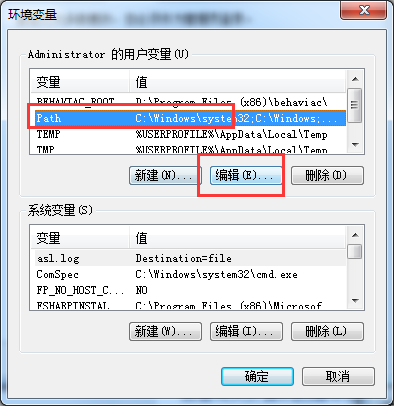 环境变量
Administrator 的用户变量(U)
变量 值
BEHAVIAC_ROOT D:\Program Files (x86)\behaviac\
Path C:\Windows\system32;C:\Windows;...
TEMP %USERPROFILE%\AppData\Local\Temp
TMP %USERPROFILE%\AppData\Local\Temp
新建(N)... 编辑(E)... 删除(D)
系统变量(S)
变量 值
asl.log Destination=file
ComSpec C:\Windows\system32\cmd.exe
FP_NO_HOST_C... NO
FSHARPINSTAL... C:\Program Files (x86)\Microsof...
新建(W)... 编辑(I)... 删除(L)
确定 取消